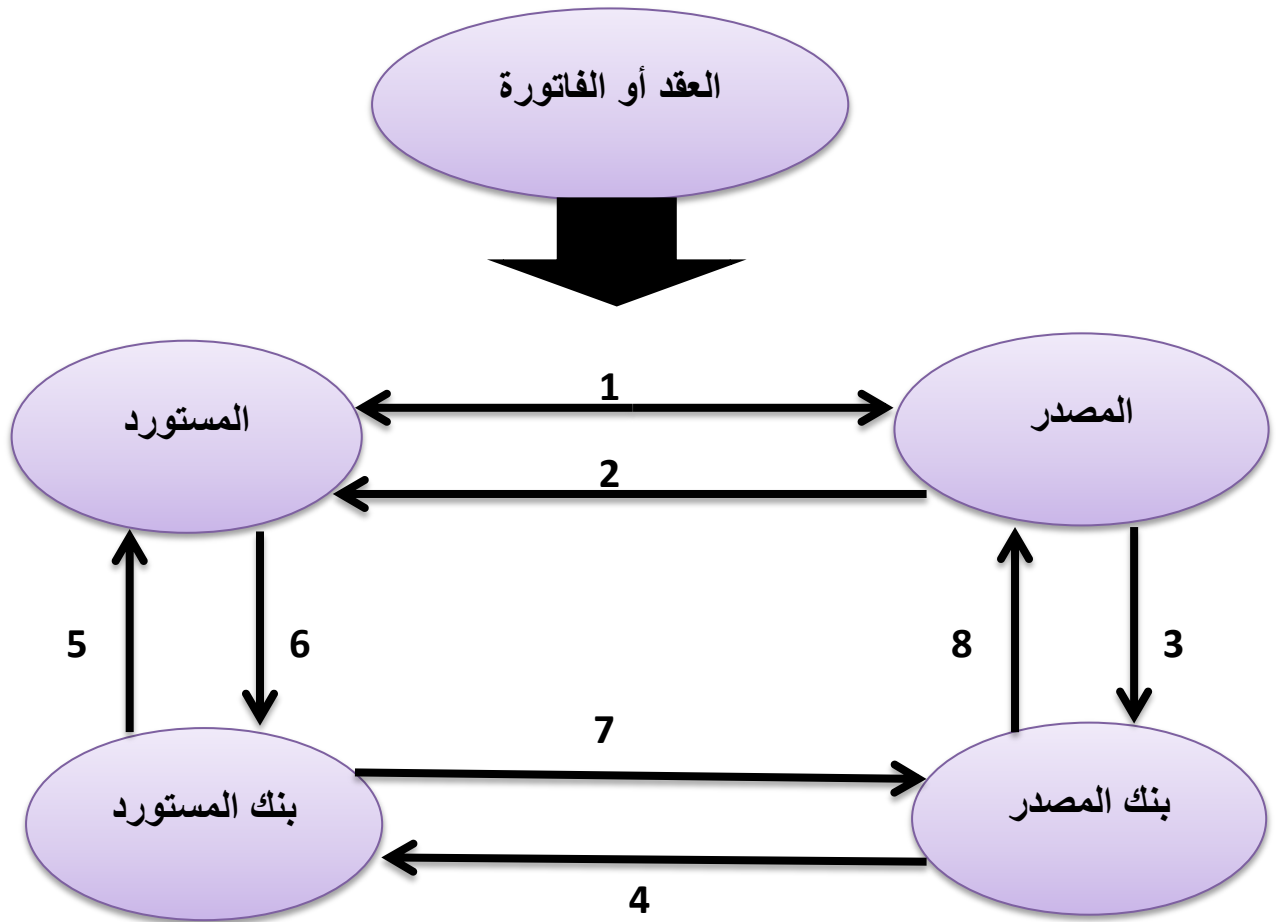 العقد أو الفاتورة
1
المصدر
المستورد
2
3
8
6
5
7
بنك المصدر
بنك المستورد
4